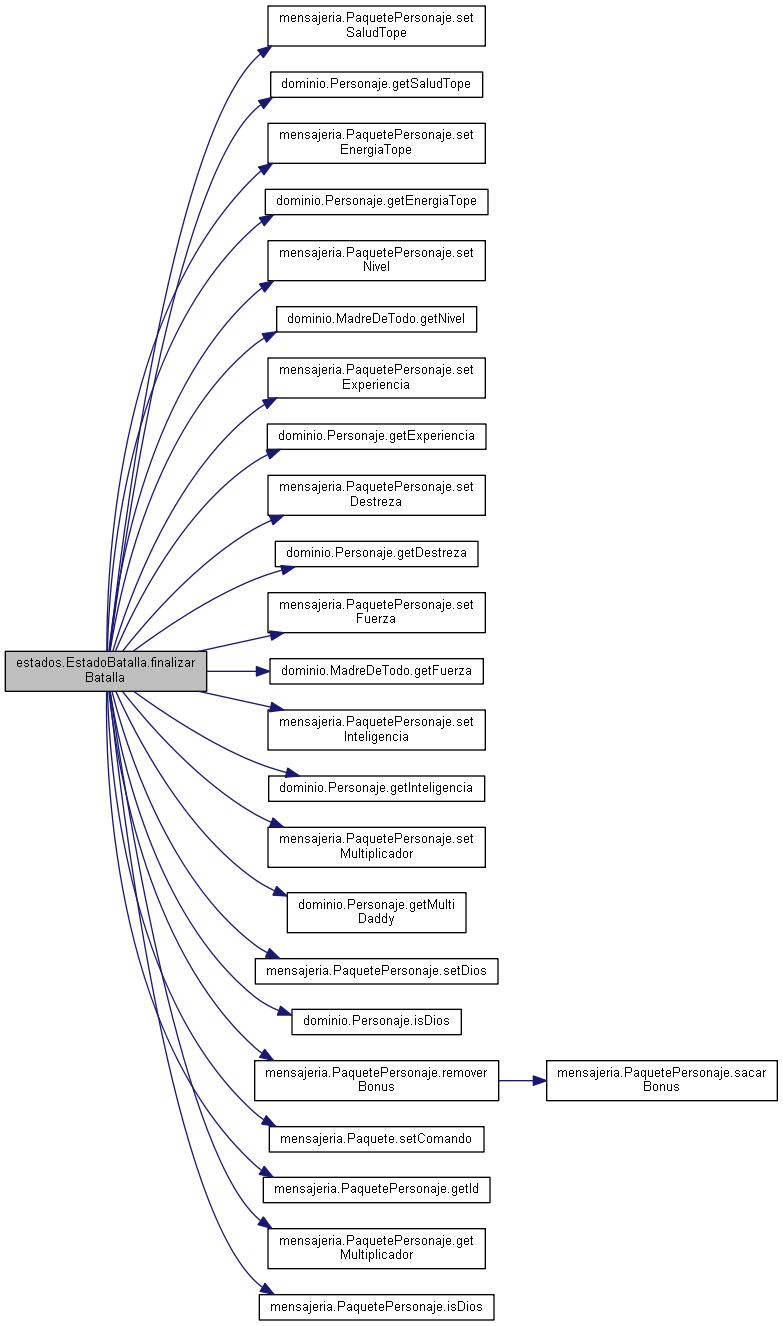 mensajeria.PaquetePersonaje.set
SaludTope
dominio.Personaje.getSaludTope
mensajeria.PaquetePersonaje.set
EnergiaTope
dominio.Personaje.getEnergiaTope
mensajeria.PaquetePersonaje.set
Nivel
dominio.MadreDeTodo.getNivel
mensajeria.PaquetePersonaje.set
Experiencia
dominio.Personaje.getExperiencia
mensajeria.PaquetePersonaje.set
Destreza
dominio.Personaje.getDestreza
mensajeria.PaquetePersonaje.set
Fuerza
estados.EstadoBatalla.finalizar
Batalla
dominio.MadreDeTodo.getFuerza
mensajeria.PaquetePersonaje.set
Inteligencia
dominio.Personaje.getInteligencia
mensajeria.PaquetePersonaje.set
Multiplicador
dominio.Personaje.getMulti
Daddy
mensajeria.PaquetePersonaje.setDios
dominio.Personaje.isDios
mensajeria.PaquetePersonaje.remover
Bonus
mensajeria.PaquetePersonaje.sacar
Bonus
mensajeria.Paquete.setComando
mensajeria.PaquetePersonaje.getId
mensajeria.PaquetePersonaje.get
Multiplicador
mensajeria.PaquetePersonaje.isDios